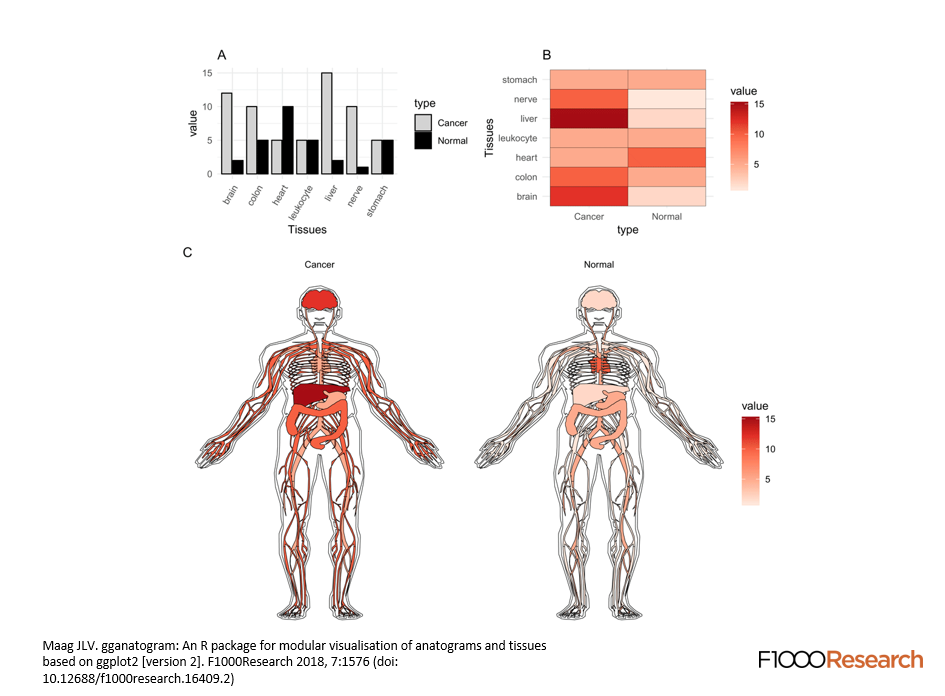 A
value
15
10
5
0
brain
colon
heart
leukocyte
liver
nerve
stomach
Tissues
type
Cancer
Normal
B
Tissues
stomach
nerve
liver
leukocyte
heart
colon
brain
Cancer
Normal
type
value
15
10
5
C
Cancer
Normal
value
15
10
5
Maag JLV. gganatogram: An R package for modular visualisation of anatograms and tissues
based on ggplot2 [version 2]. F1000Research 2018, 7:1576 (doi:
10.12688/f1000research.16409.2)
F1000Research